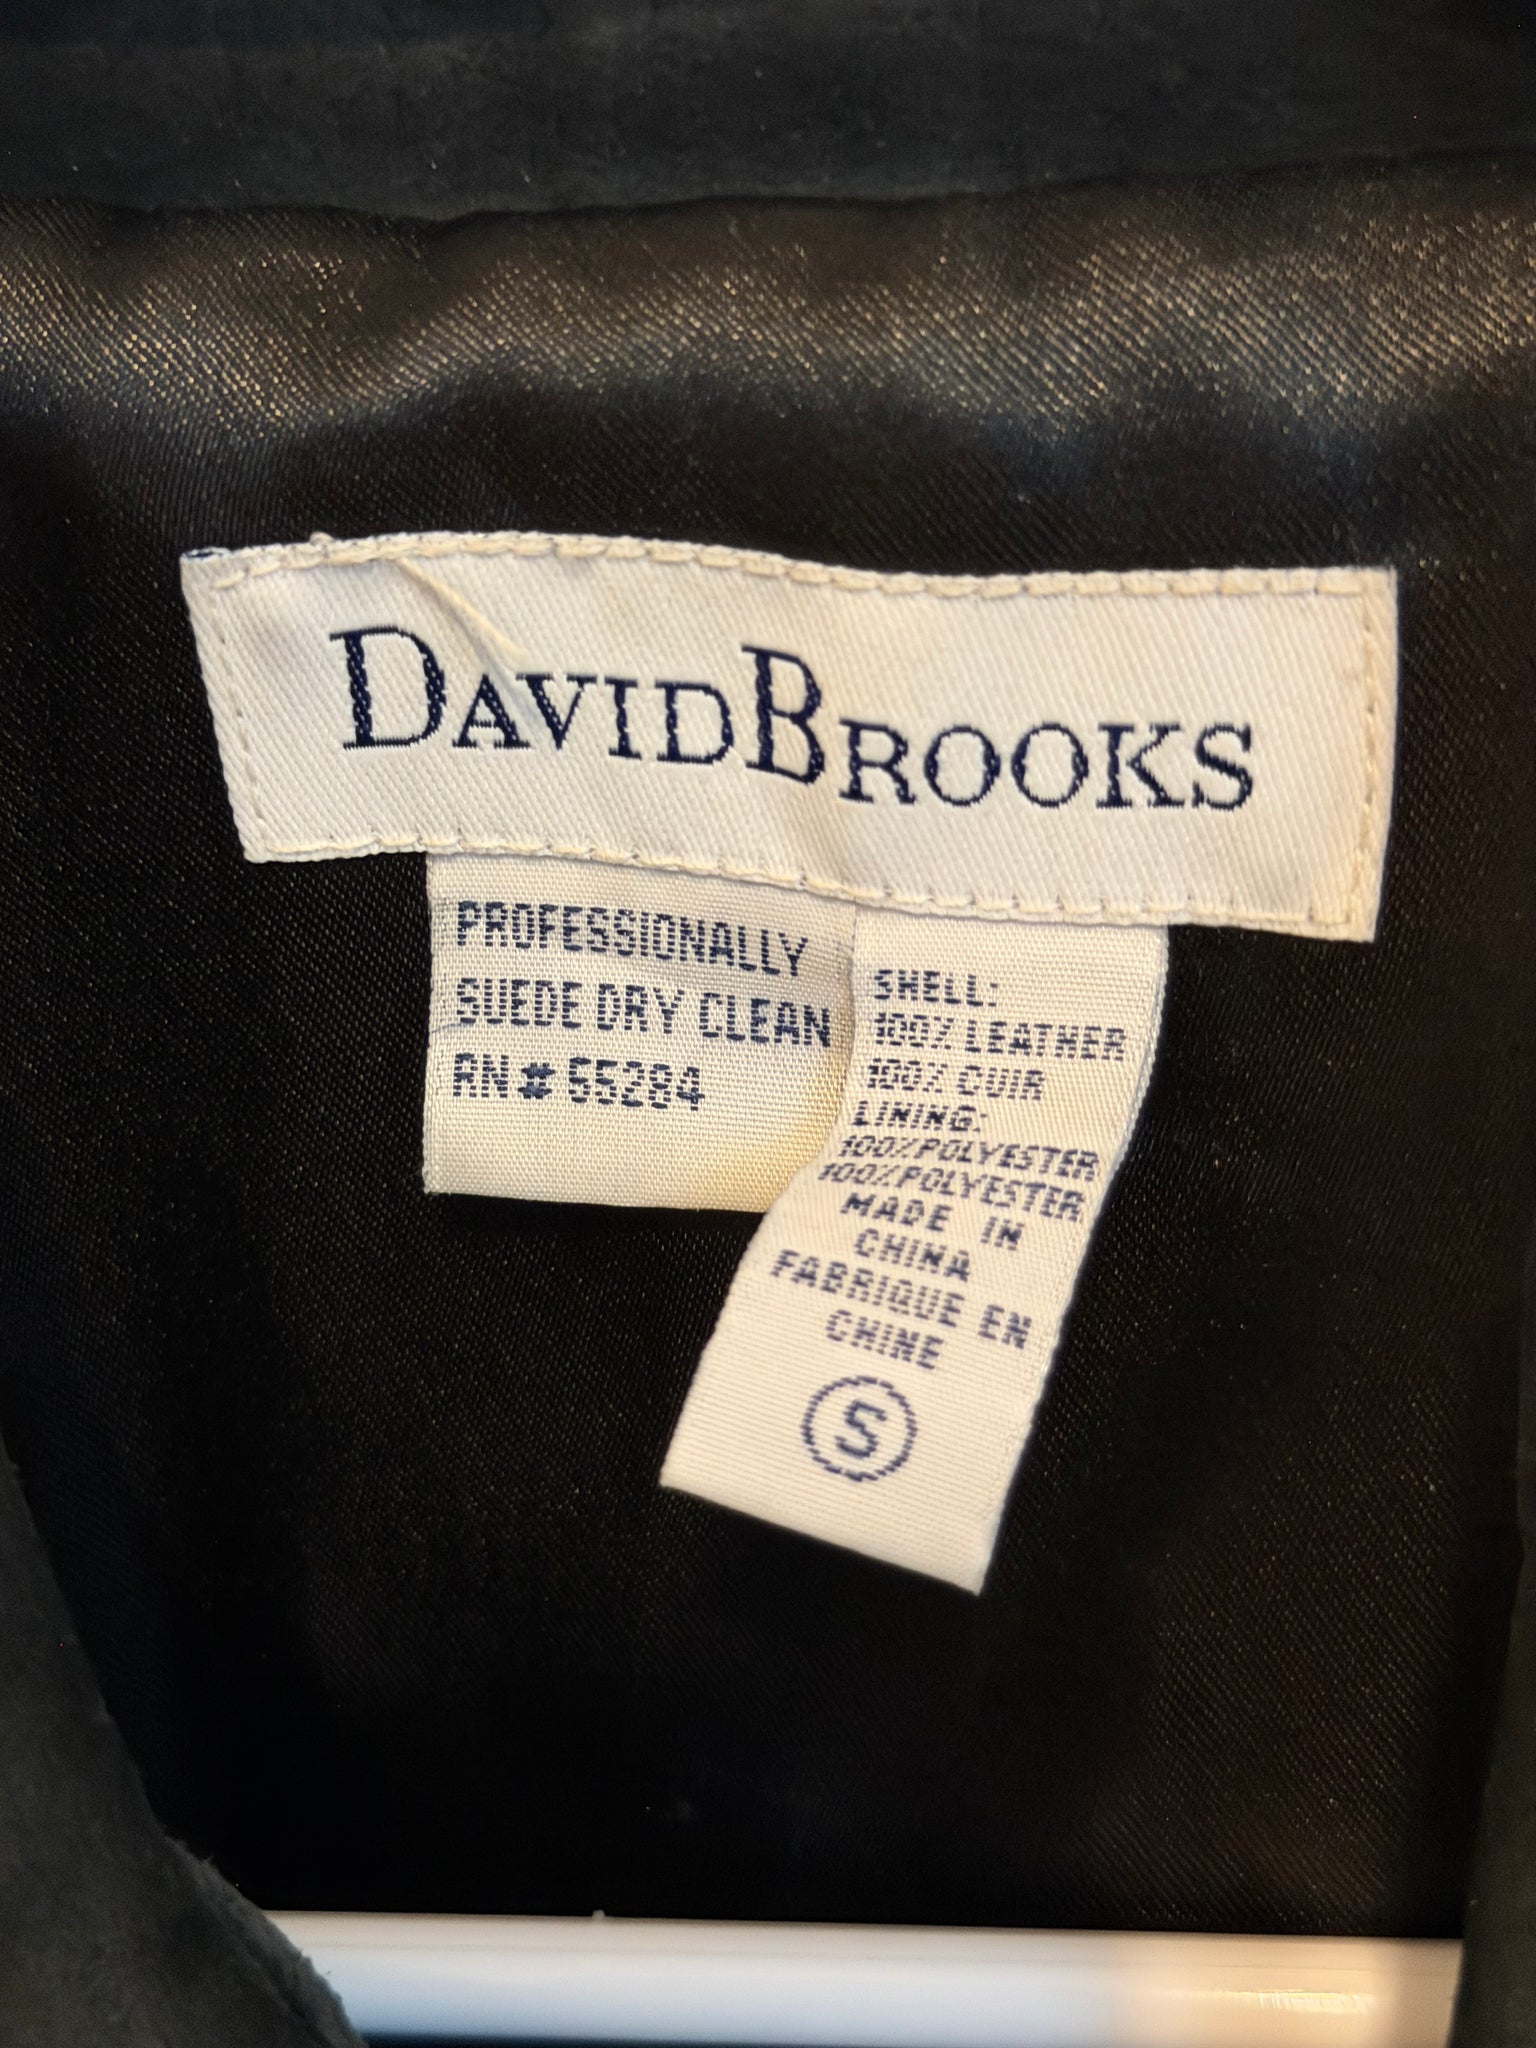 DAVIDBROOKS
PROFESSIONALLY
SUEDE DRY CLEAN
RN # 55284
SHELL:
100% LEATHER
100% CUIR
LINING:
100% POLYESTER
100% POLYESTER
MADE IN
CHINA
FABRIQUE EN
CHINE
S